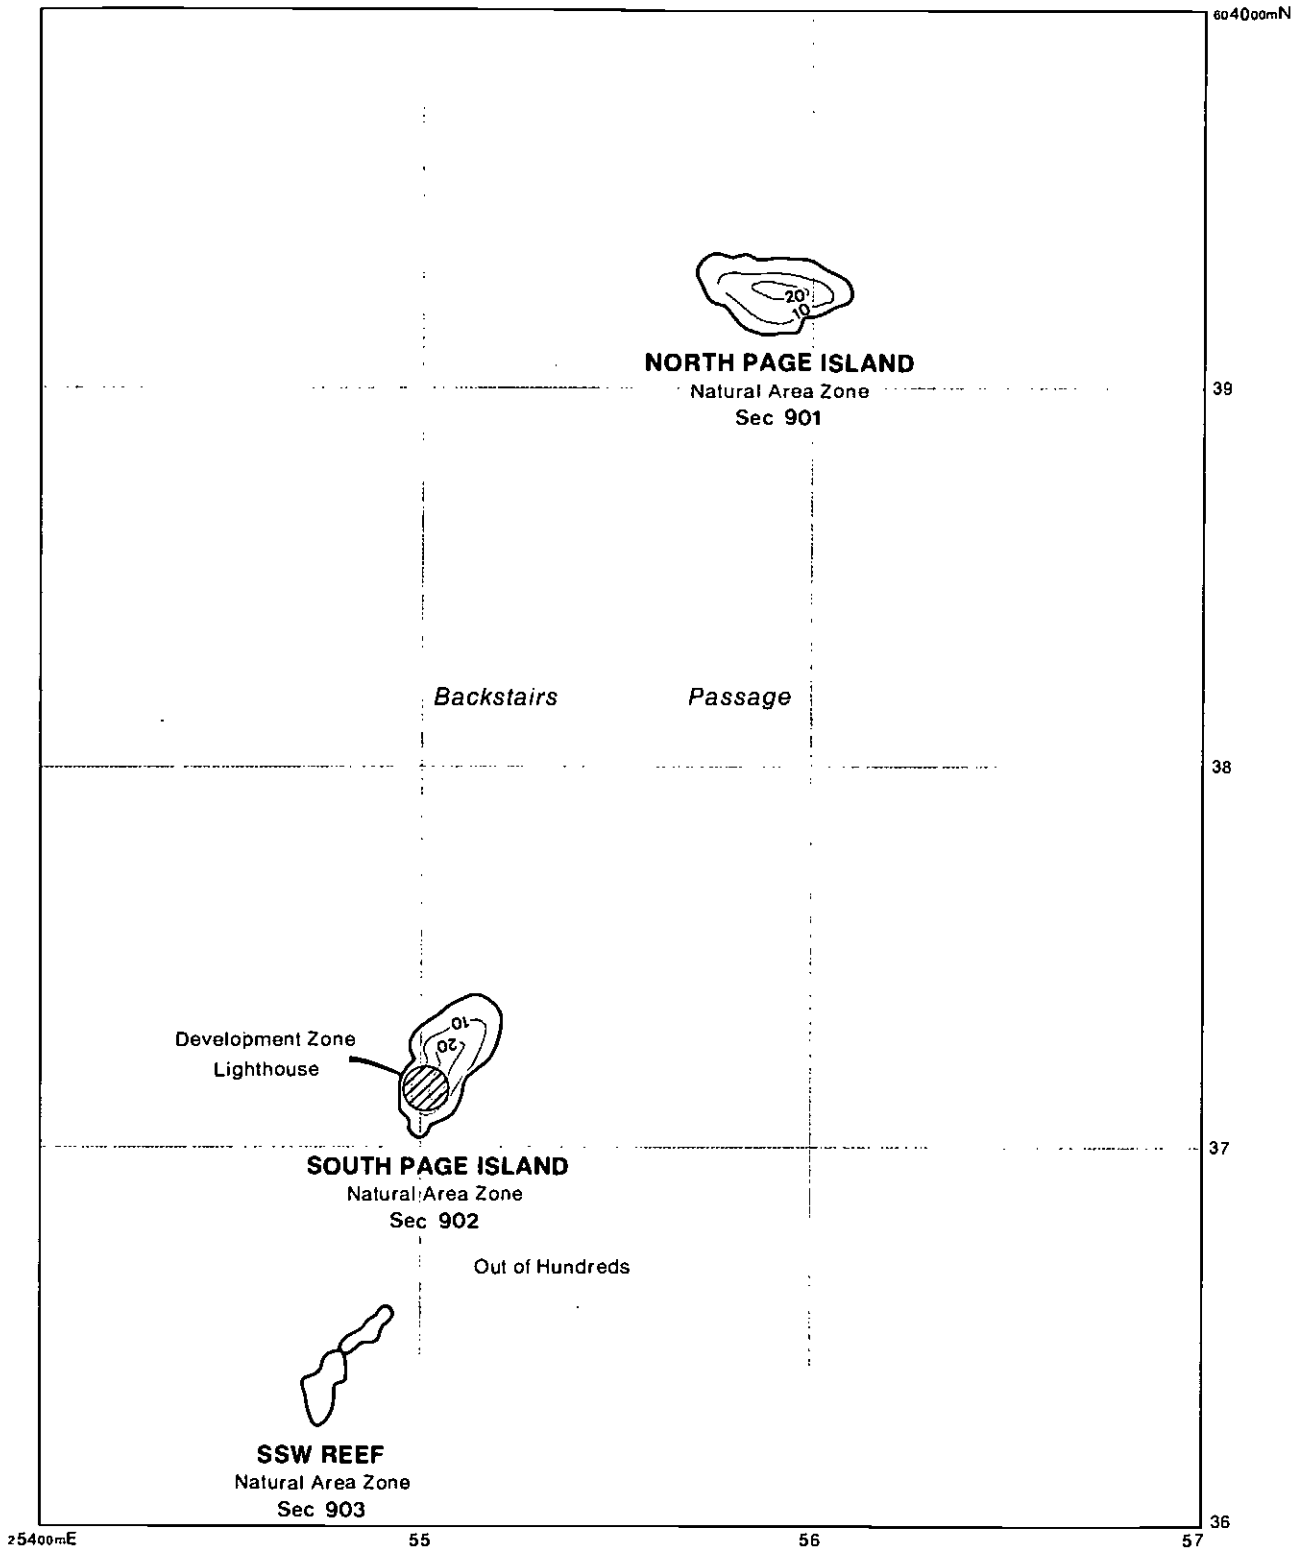 604000mN
20
10
NORTH PAGE ISLAND
Natural Area Zone
Sec 901
39
Backstairs Passage
38
10
20
Development Zone
Lighthouse
37
SOUTH PAGE ISLAND
Natural Area Zone
Sec 902
Out of Hundreds
SSW REEF
Natural Area Zone
Sec 903
36
25400mE 55 56 57